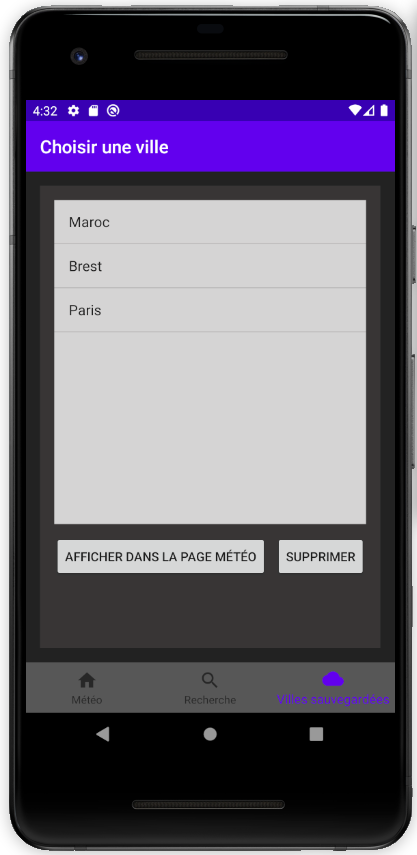 4:32
Choisir une ville
Maroc
Brest
Paris
AFFICHER DANS LA PAGE MÉTÉO SUPPRIMER
Météo Recherche Villes sauvegardées